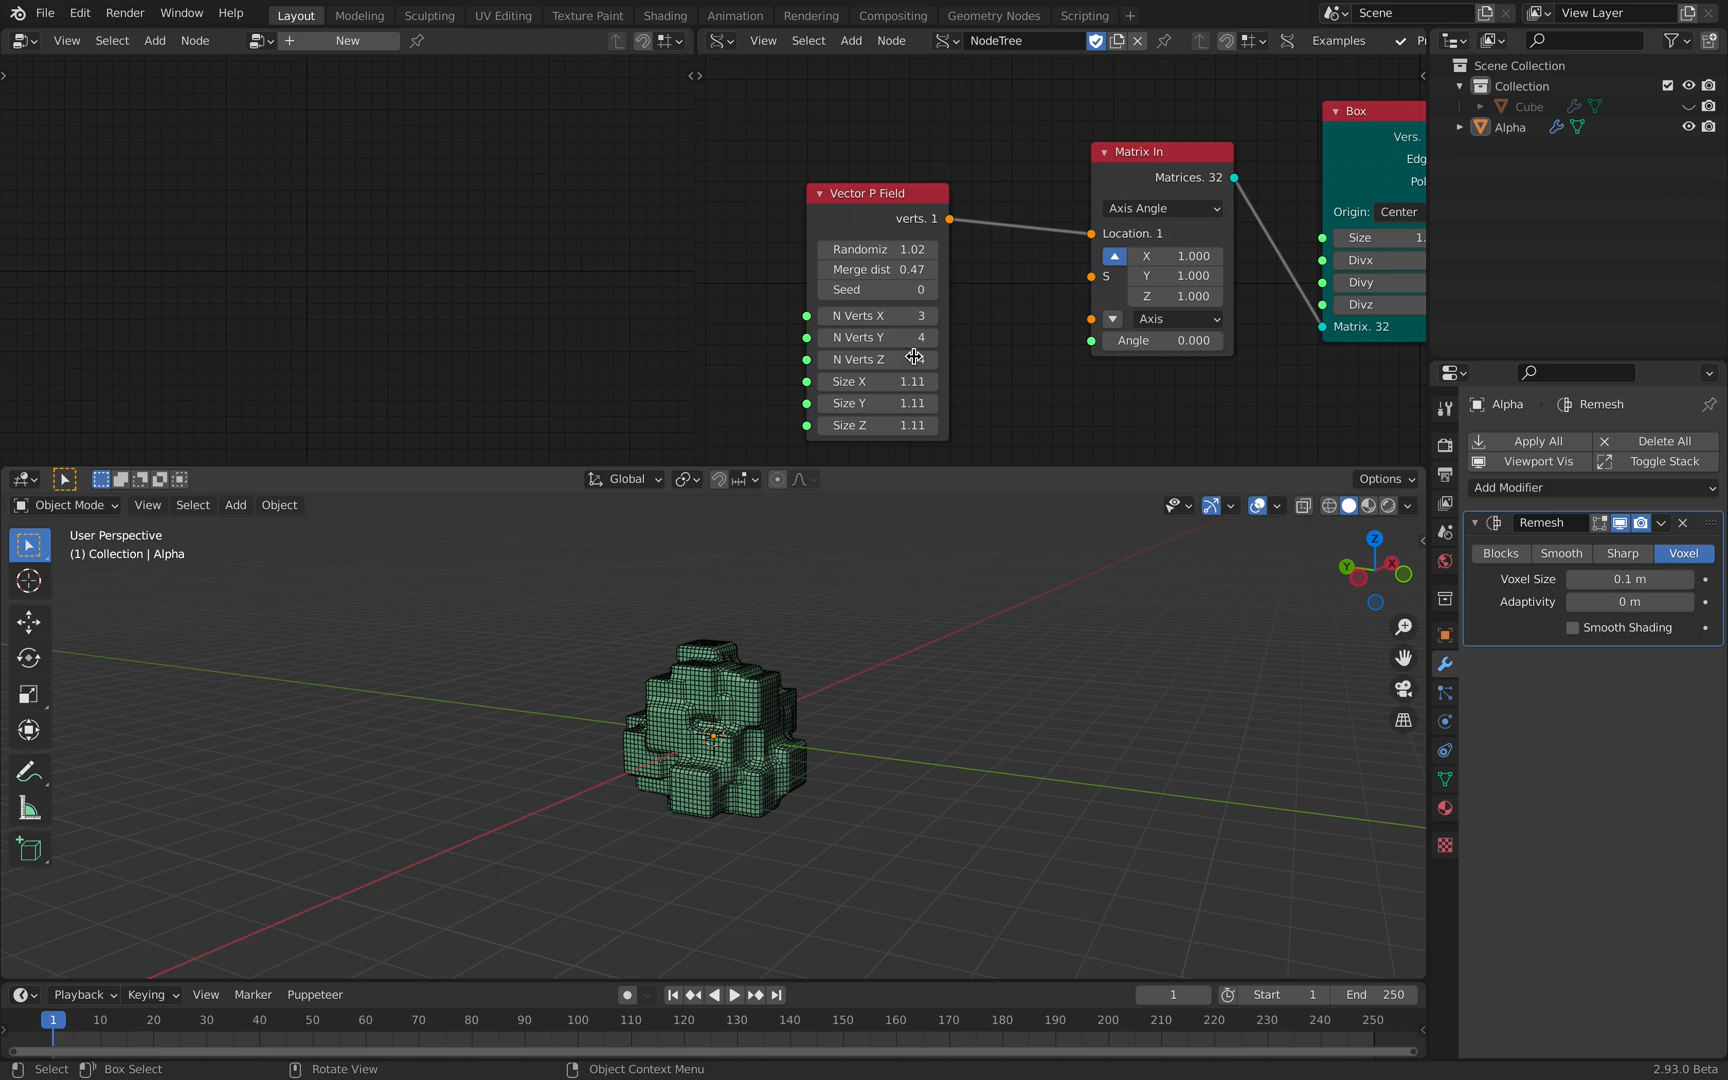 File Edit Render Window Help Layout Modeling Sculpting UV Editing Texture Paint Shading Animation Rendering Compositing Geometry Nodes Scripting + Scene View Layer
View Select Add Node + New View Select Add Node NodeTree Examples
Scene Collection
Collection
Cube
Alpha
Box
Vers.
Edg
Pol
Origin: Center
Size 1.
Divx
Divy
Divz
Matrix. 32
Matrix In
Matrices. 32
Axis Angle
Location. 1
X 1.000
S Y 1.000
Z 1.000
Axis
Angle 0.000
Vector P Field
verts. 1
Randomiz 1.02
Merge dist 0.47
Seed 0
N Verts X 3
N Verts Y 4
N Verts Z 4
Size X 1.11
Size Y 1.11
Size Z 1.11
Alpha Remesh
Apply All Delete All
Viewport Vis Toggle Stack
Add Modifier
Remesh
Blocks Smooth Sharp Voxel
Voxel Size 0.1 m
Adaptivity 0 m
Smooth Shading
Global Options
Object Mode View Select Add Object
User Perspective
(1) Collection | Alpha
Z
Y X
Playback Keying View Marker Puppeteer 1 Start 1 End 250
1 10 20 30 40 50 60 70 80 90 100 110 120 130 140 150 160 170 180 190 200 210 220 230 240 250
Select Box Select Rotate View Object Context Menu 2.93.0 Beta